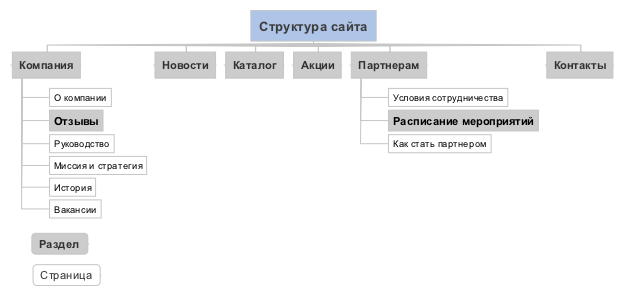 Структура сайта
Компания
Новости
Каталог
Акции
Партнерам
Контакты
О компании
Отзывы
Руководство
Миссия и стратегия
История
Вакансии
Условия сотрудничества
Расписание мероприятий
Как стать партнером
Раздел
Страница